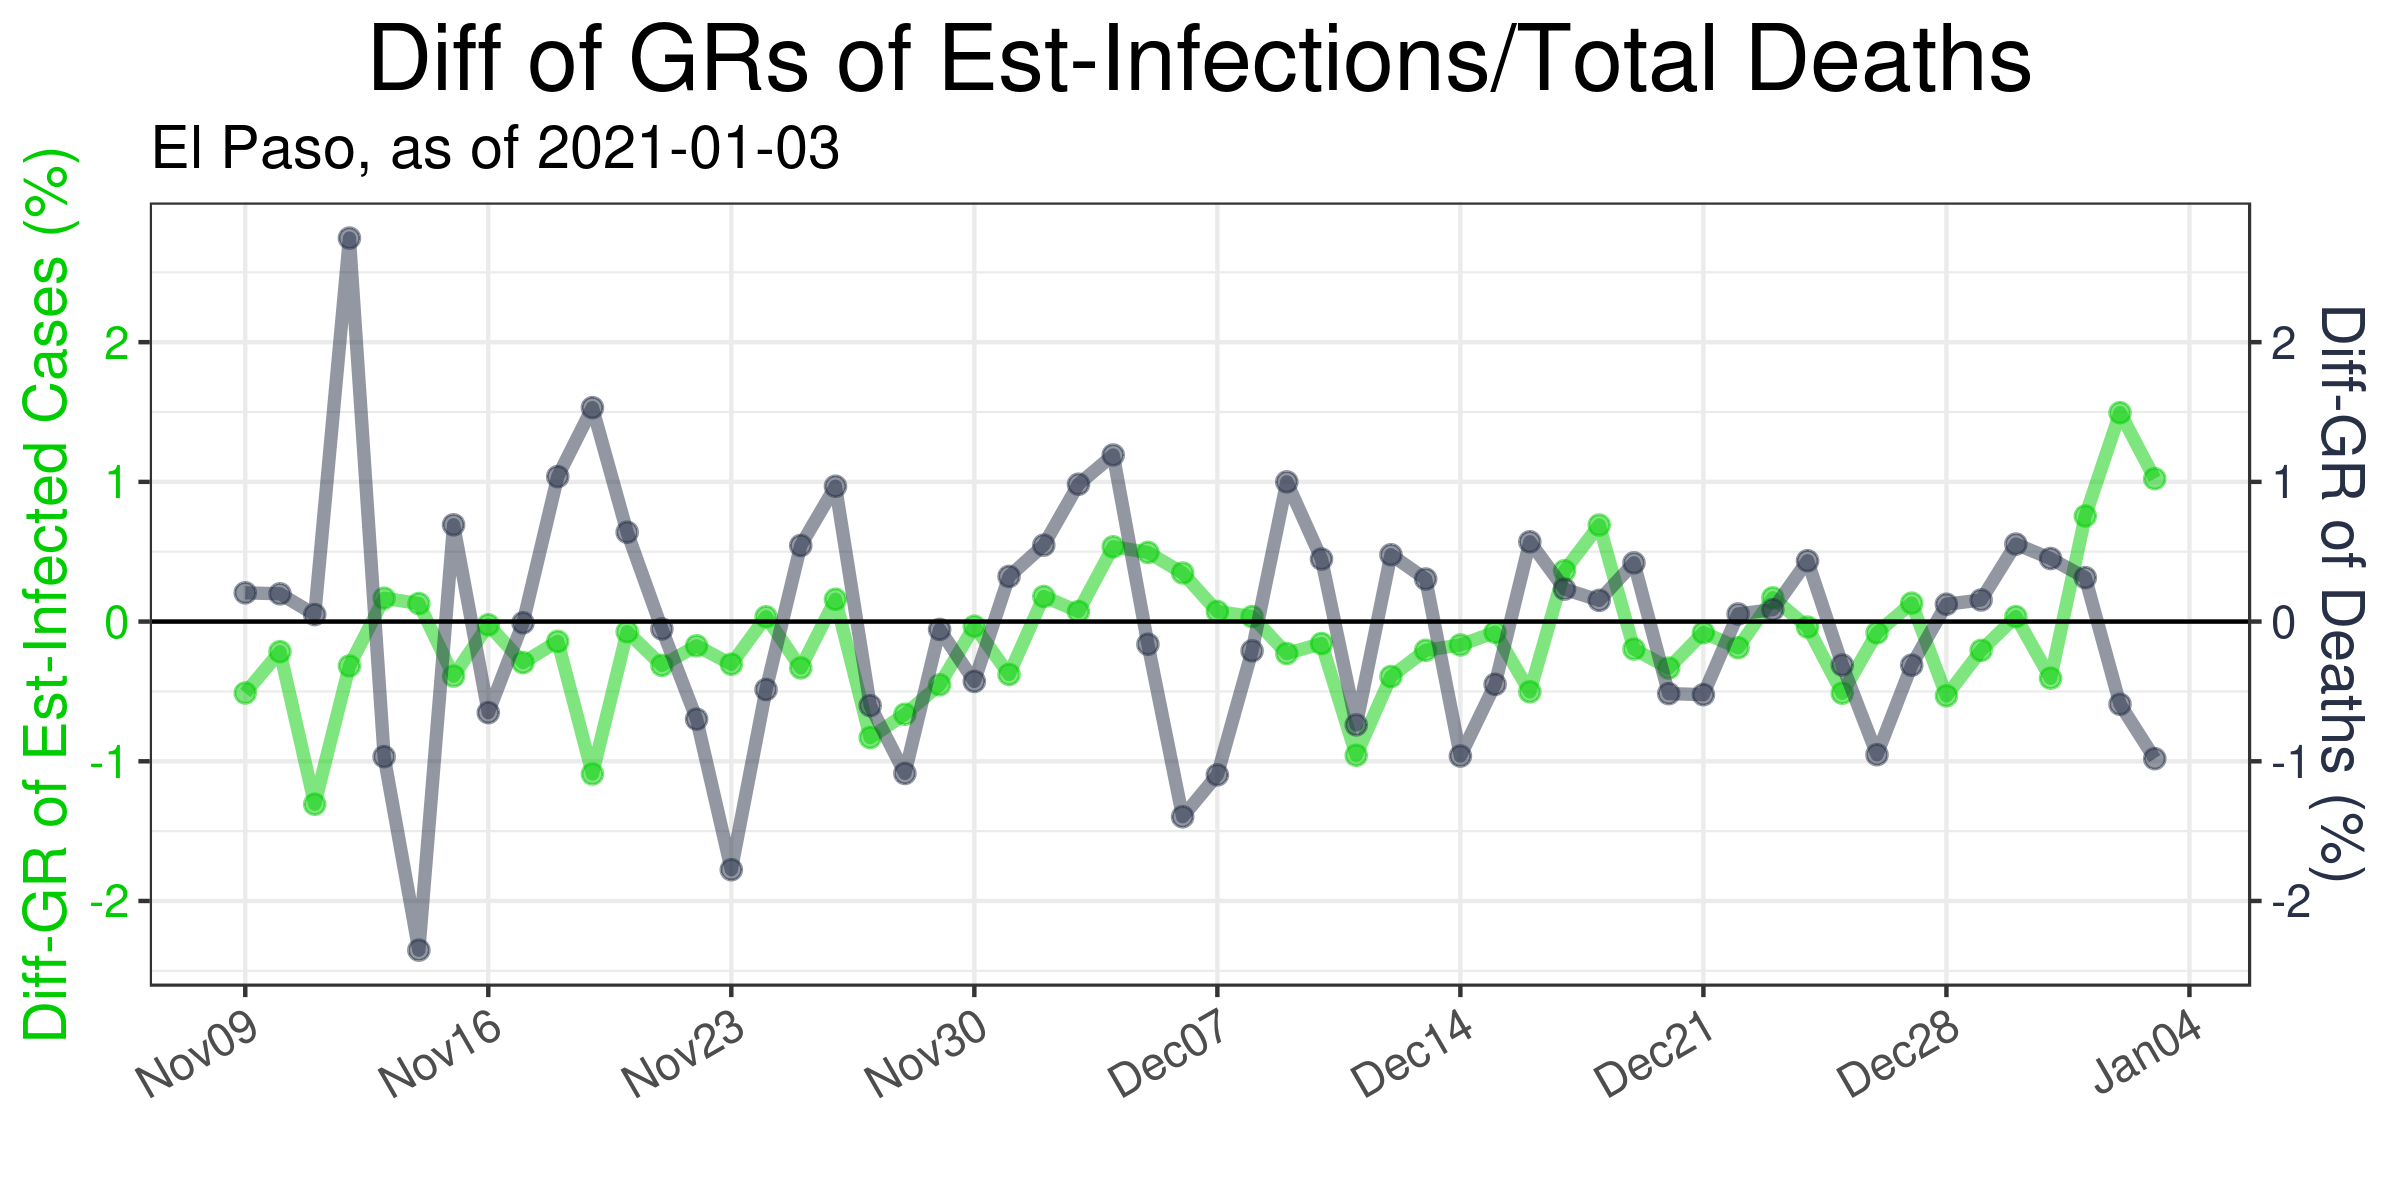 Diff of GRs of Est-Infections/Total Deaths
El Paso, as of 2021-01-03
Diff-GR of Est-Infected Cases (%)
2
1
0
-1
-2
2
1
0
-1
-2
Diff-GR of Deaths (%)
Nov09
Nov16
Nov23
Nov30
Dec07
Dec14
Dec21
Dec28
Jan04